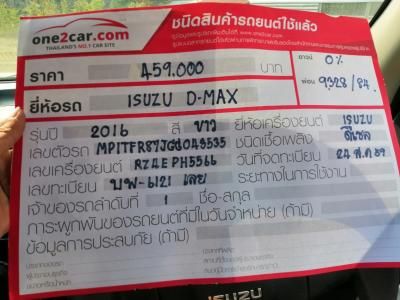 one2car.com
THAILAND'S NO.1 CAR SITE
ชนิดสินค้ารถยนต์ใช้แล้ว
ราคา 459.000 บาท
ดาวน์ 0%
ผ่อน 9,328 / 84.
ยี่ห้อรถ ISUZU D-MAX
รุ่นปี 2016 สี ขาว ยี่ห้อเครื่องยนต์ ISUZU
เลขตัวรถ ชนิดเชื้อเพลิง ดีเซล
เลขเครื่องยนต์ RZ4E PH5566 วันที่จดทะเบียน 24 ส.ค 59
เลขทะเบียน บพ-6121 เลย ระยะทางในการใช้งาน
เจ้าของรถลำดับที่ 1 ชื่อ-สกุล
ภาระผูกพันของรถยนต์ที่มีในวันจำหน่าย (ถ้ามี)
ข้อมูลการประสบภัย (ถ้ามี)
ISUZU